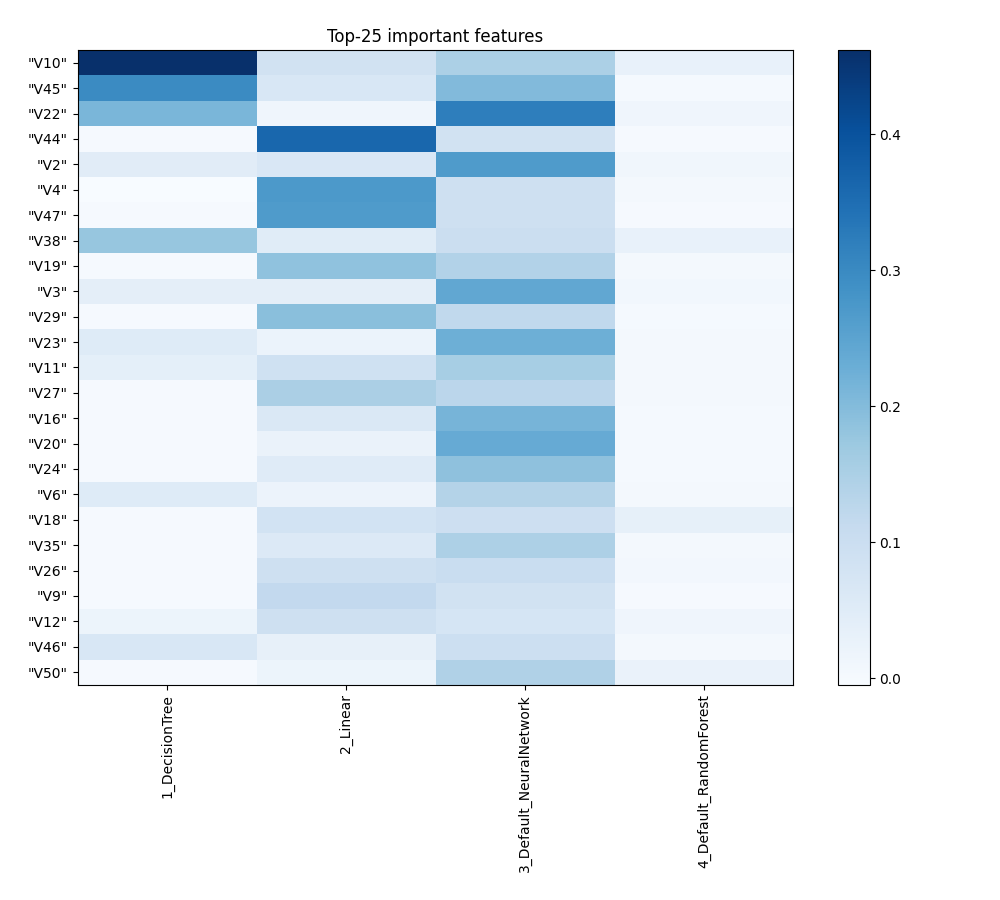 Top-25 important features
"V10"
"V45"
"V22"
"V44"
"V2"
"V4"
"V47"
"V38"
"V19"
"V3"
"V29"
"V23"
"V11"
"V27"
"V16"
"V20"
"V24"
"V6"
"V18"
"V35"
"V26"
"V9"
"V12"
"V46"
"V50"
1_DecisionTree
2_Linear
3_Default_NeuralNetwork
4_Default_RandomForest
0.4
0.3
0.2
0.1
0.0